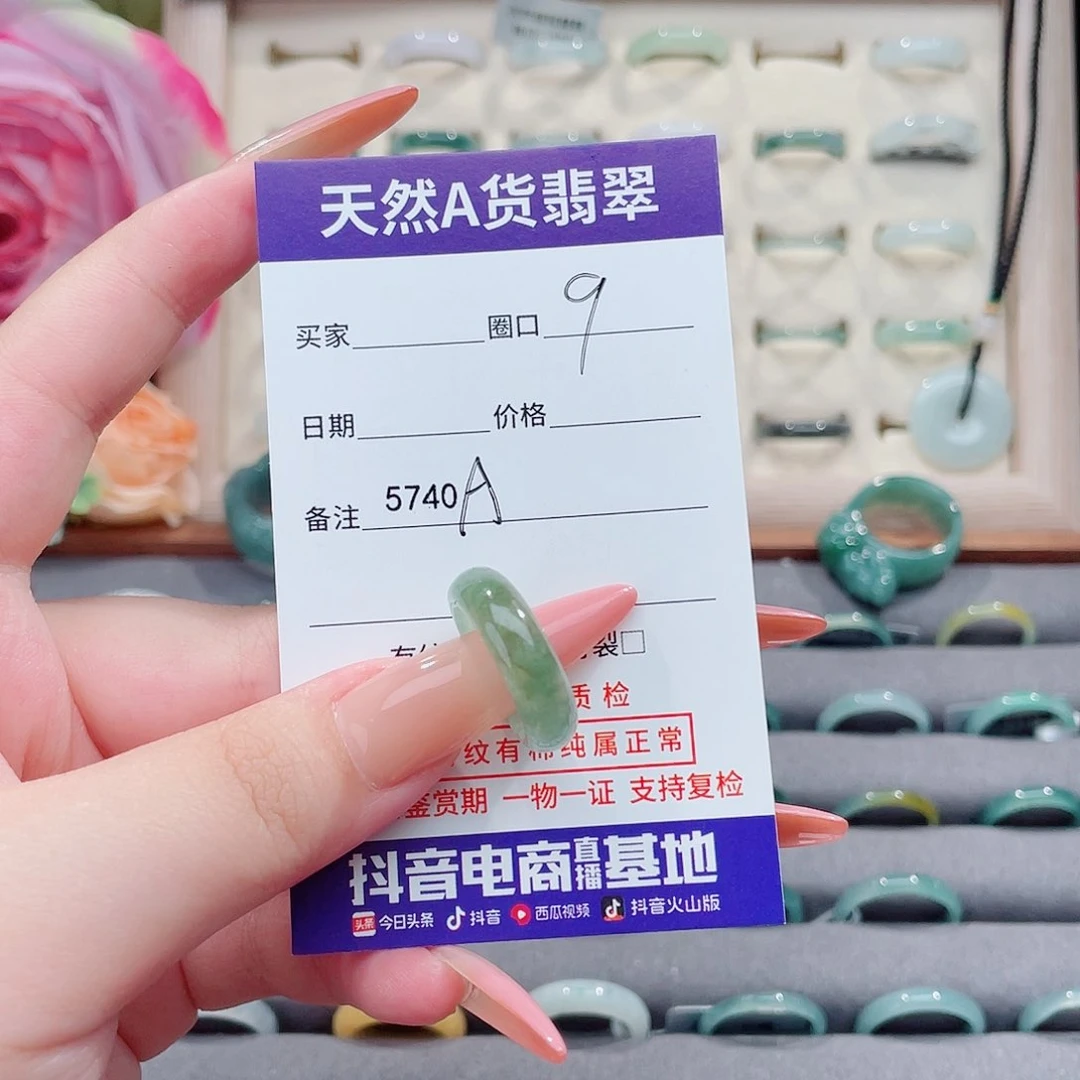 天然A货翡翠
买家 圈口 9
日期 价格
备注 5740A
裂□
质检
纹有棉纯属正常
鉴赏期 一物一证 支持复检
抖音电商直播基地
头条 今日头条 抖音 西瓜视频 抖音火山版